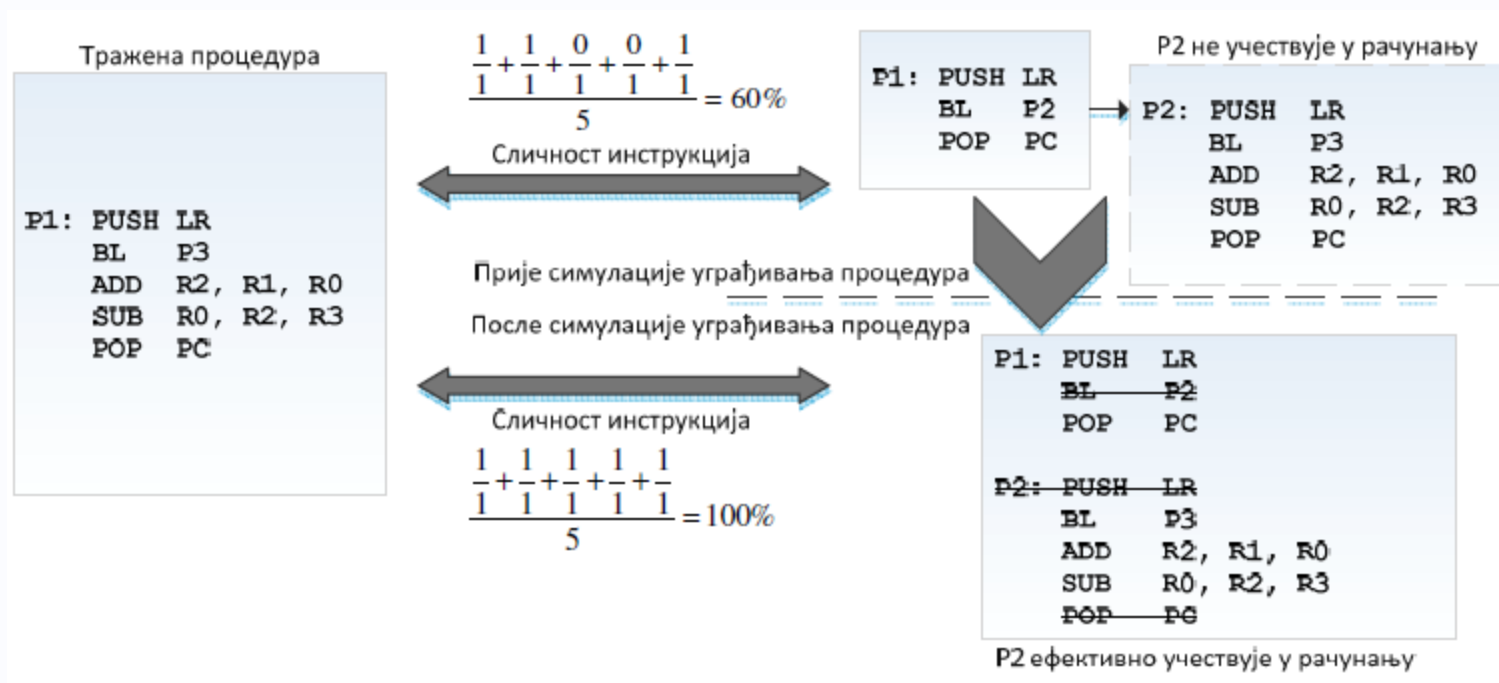 Тражена процедура
P1: PUSH LR
BL P3
ADD R2, R1, R0
SUB R0, R2, R3
POP PC
1/1 + 1/1 + 0/1 + 0/1 + 1/1
5
= 60%
Сличност инструкција
P1: PUSH LR
BL P2
POP PC
P2 не учествује у рачунању
P2: PUSH LR
BL P3
ADD R2, R1, R0
SUB R0, R2, R3
POP PC
Прије симулације уграђивања процедура
После симулације уграђивања процедура
Сличност инструкција
1/1 + 1/1 + 1/1 + 1/1 + 1/1
5
= 100%
P1: PUSH LR
BL P2
POP PC
P2: PUSH LR
BL P3
ADD R2, R1, R0
SUB R0, R2, R3
POP PC
P2 ефективно учествује у рачунању